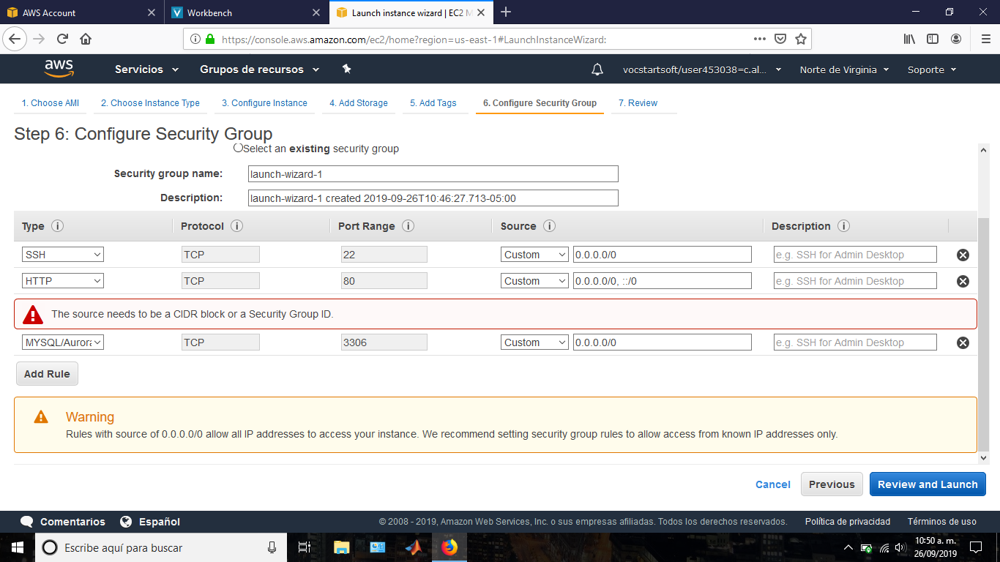 AWS Account
Workbench
Launch instance wizard | EC2 M
https://console.aws.amazon.com/ec2/home?region=us-east-1#LaunchInstanceWizard:
aws
Servicios
Grupos de recursos
vocstartsoft/user453038=c.al...
Norte de Virginia
Soporte
1. Choose AMI
2. Choose Instance Type
3. Configure Instance
4. Add Storage
5. Add Tags
6. Configure Security Group
7. Review
Step 6: Configure Security Group
Select an existing security group
Security group name:
launch-wizard-1
Description:
launch-wizard-1 created 2019-09-26T10:46:27.713-05:00
Type i
Protocol i
Port Range i
Source i
Description i
SSH
TCP
22
Custom
0.0.0.0/0
e.g. SSH for Admin Desktop
HTTP
TCP
80
Custom
0.0.0.0/0, ::/0
e.g. SSH for Admin Desktop
The source needs to be a CIDR block or a Security Group ID.
MYSQL/Aurora
TCP
3306
Custom
0.0.0.0/0
e.g. SSH for Admin Desktop
Add Rule
Warning
Rules with source of 0.0.0.0/0 allow all IP addresses to access your instance. We recommend setting security group rules to allow access from known IP addresses only.
Cancel
Previous
Review and Launch
Comentarios
Español
© 2008 - 2019, Amazon Web Services, Inc. o sus empresas afiliadas. Todos los derechos reservados.
Política de privacidad
Términos de uso
Escribe aquí para buscar
10:50 a. m.
26/09/2019